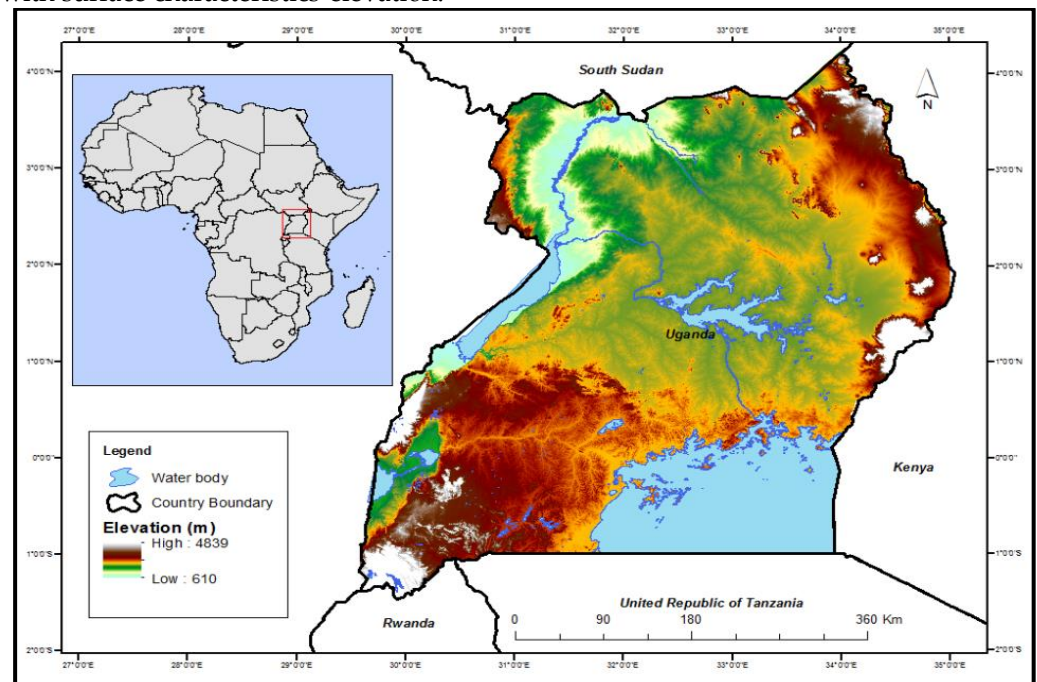 with surface characteristics-elevation.
27°0'0"E 28°0'0"E 29°0'0"E 30°0'0"E 31°0'0"E 32°0'0"E 33°0'0"E 34°0'0"E 35°0'0"E
4°0'0"N 4°0'0"N
3°0'0"N 3°0'0"N
2°0'0"N 2°0'0"N
1°0'0"N 1°0'0"N
0°0'0" 0°0'0"
1°0'0"S 1°0'0"S
2°0'0"S 2°0'0"S
South Sudan
N
Uganda
Kenya
Legend
Water body
Country Boundary
Elevation (m)
High : 4839
Low : 610
United Republic of Tanzania
Rwanda
0 90 180 360 Km
27°0'0"E 28°0'0"E 29°0'0"E 30°0'0"E 31°0'0"E 32°0'0"E 33°0'0"E 34°0'0"E 35°0'0"E